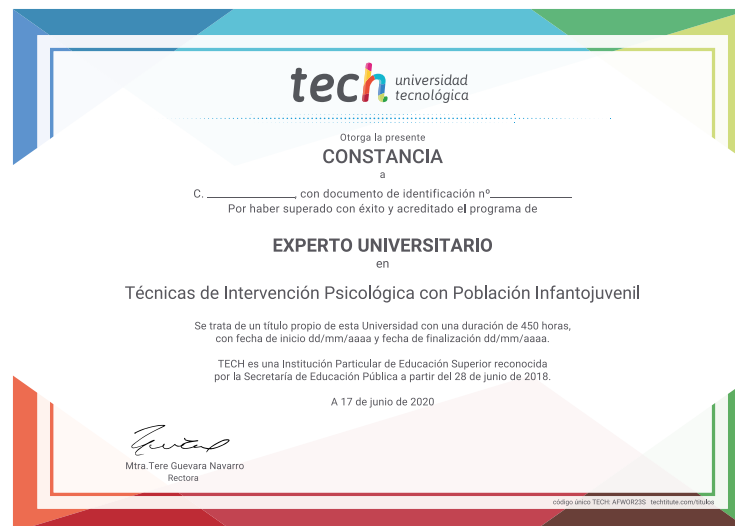 tech universidad
tecnológica
Otorga la presente
CONSTANCIA
a
C. ______________, con documento de identificación nº______________
Por haber superado con éxito y acreditado el programa de
EXPERTO UNIVERSITARIO
en
Técnicas de Intervención Psicológica con Población Infantojuvenil
Se trata de un título propio de esta Universidad con una duración de 450 horas,
con fecha de inicio dd/mm/aaaa y fecha de finalización dd/mm/aaaa.
TECH es una Institución Particular de Educación Superior reconocida
por la Secretaría de Educación Pública a partir del 28 de junio de 2018.
A 17 de junio de 2020
Mtra.Tere Guevara Navarro
Rectora
código único TECH: AFWOR23S techtitute.com/titulos